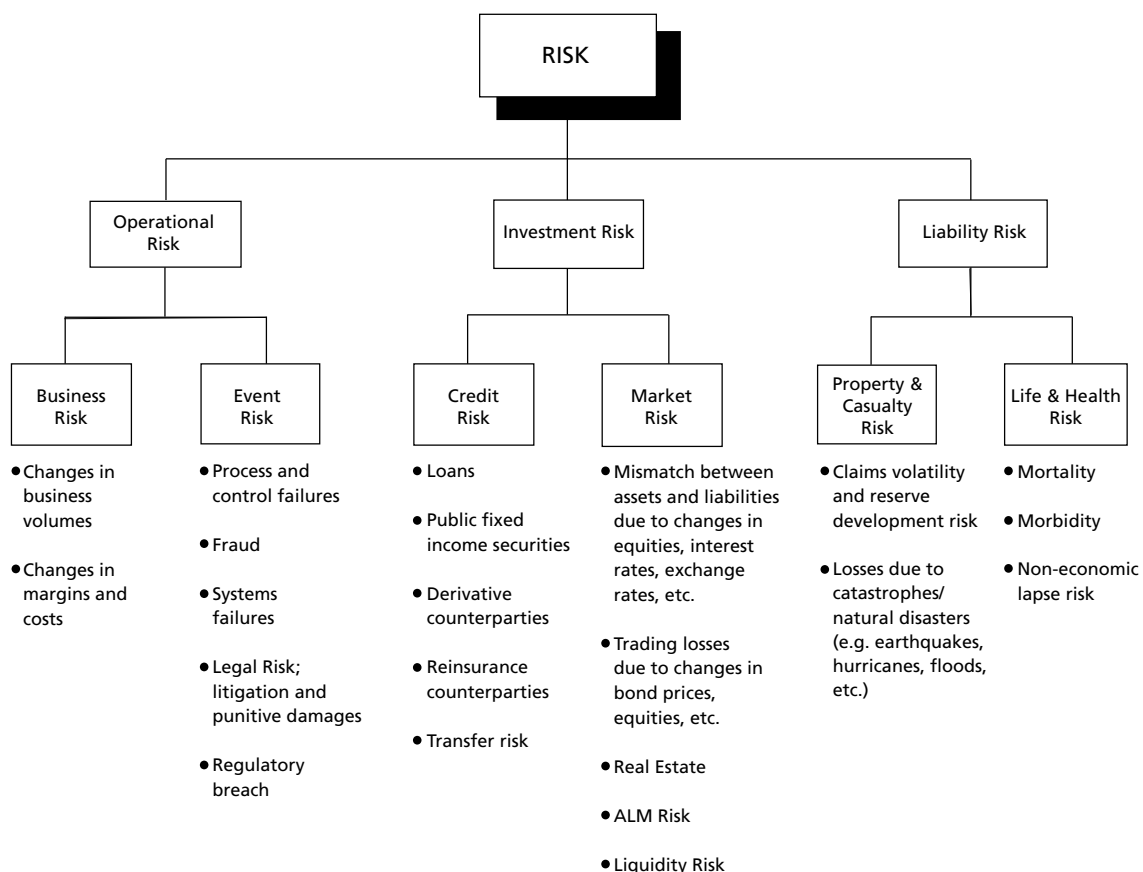 RISK
Operational
Risk
Investment Risk
Liability Risk
Business
Risk
Event
Risk
Credit
Risk
Market
Risk
Property &
Casualty
Risk
Life & Health
Risk
● Changes in
business
volumes
● Changes in
margins and
costs
● Process and
control failures
● Fraud
● Systems
failures
● Legal Risk;
litigation and
punitive damages
● Regulatory
breach
● Loans
● Public fixed
income securities
● Derivative
counterparties
● Reinsurance
counterparties
● Transfer risk
● Mismatch between
assets and liabilities
due to changes in
equities, interest
rates, exchange
rates, etc.
● Trading losses
due to changes in
bond prices,
equities, etc.
● Real Estate
● ALM Risk
● Liquidity Risk
● Claims volatility
and reserve
development risk
● Losses due to
catastrophes/
natural disasters
(e.g. earthquakes,
hurricanes, floods,
etc.)
● Mortality
● Morbidity
● Non-economic
lapse risk